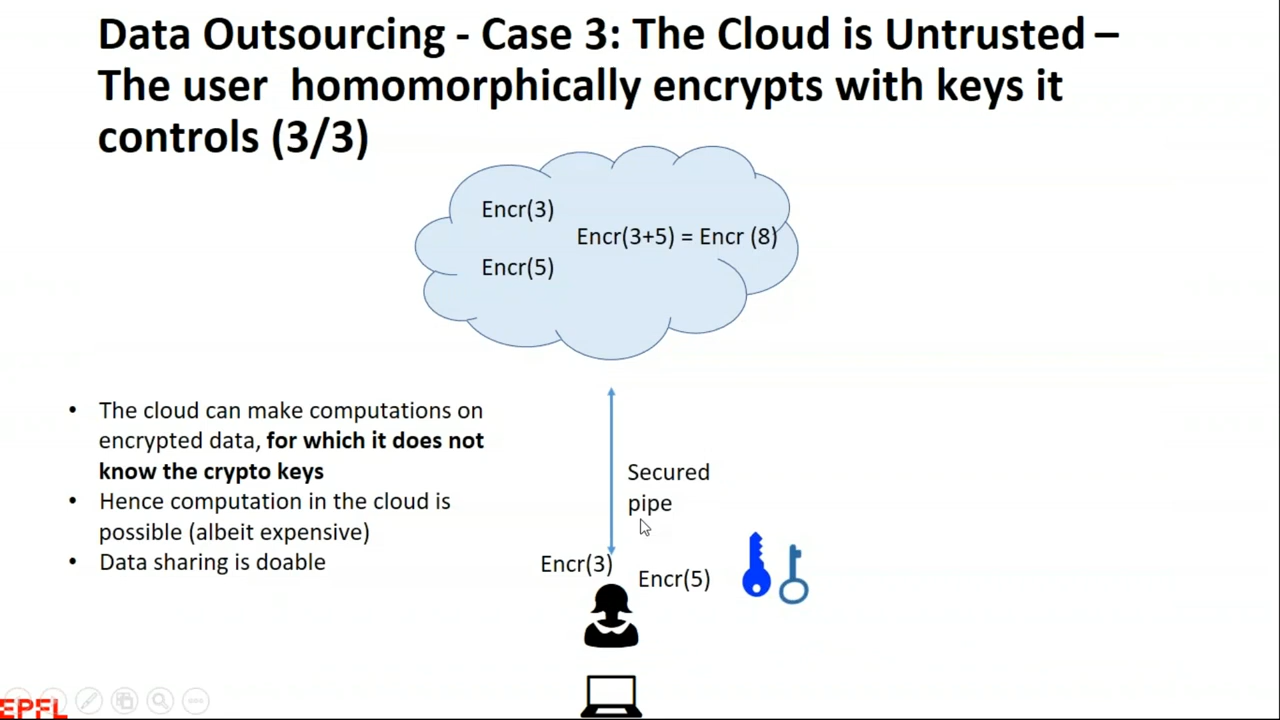 Data Outsourcing - Case 3: The Cloud is Untrusted –
The user homomorphically encrypts with keys it
controls (3/3)
Encr(3)
Encr(3+5) = Encr (8)
Encr(5)
• The cloud can make computations on
encrypted data, for which it does not
know the crypto keys
• Hence computation in the cloud is
possible (albeit expensive)
• Data sharing is doable
Secured
pipe
Encr(3)
Encr(5)
EPFL